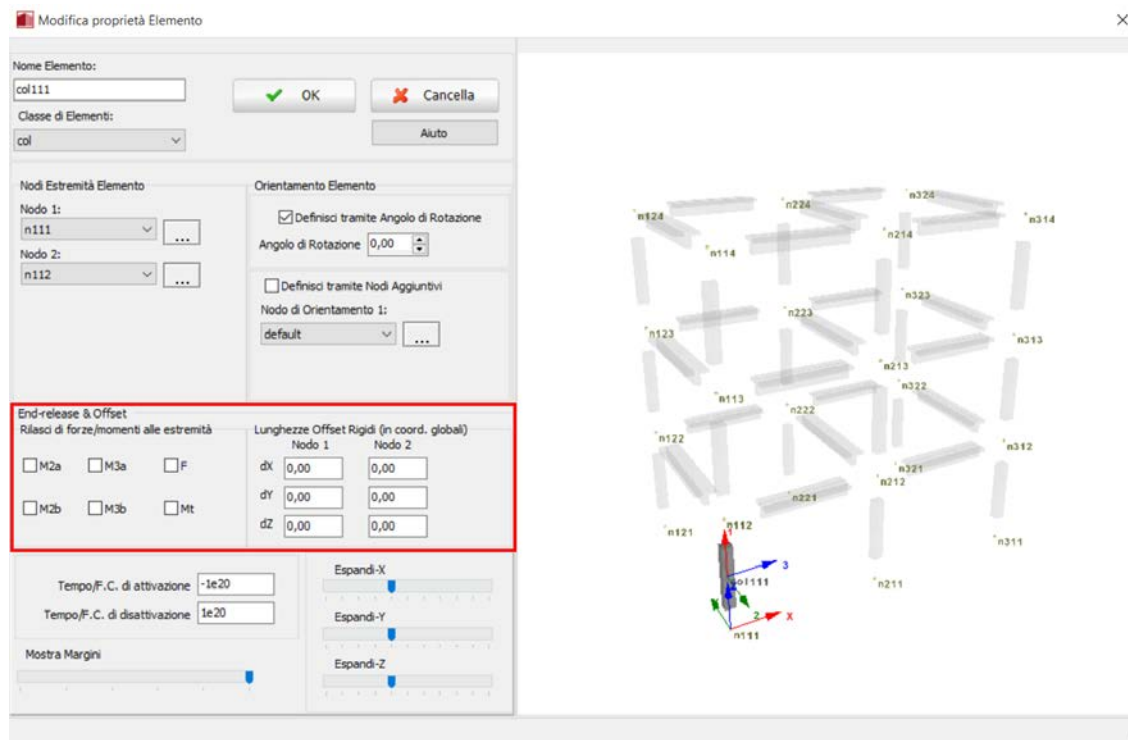 Modifica proprietà Elemento
Nome Elemento:
col111
OK
Cancella
Classe di Elementi:
col
Aiuto
Nodi Estremità Elemento
Nodo 1:
n111
...
Nodo 2:
n112
...
Orientamento Elemento
Definisci tramite Angolo di Rotazione
Angolo di Rotazione 0,00
Definisci tramite Nodi Aggiuntivi
Nodo di Orientamento 1:
default
...
End-release & Offset
Rilasci di forze/momenti alle estremità
M2a M3a F
M2b M3b Mt
Lunghezze Offset Rigidi (in coord. globali)
Nodo 1 Nodo 2
dX 0,00 0,00
dY 0,00 0,00
dZ 0,00 0,00
Tempo/F.C. di attivazione -1e20
Tempo/F.C. di disattivazione 1e20
Mostra Margini
Espandi-X
Espandi-Y
Espandi-Z
n324
n224
n124
n314
n214
n114
n323
n223
n123
n313
n213
n322
n113
n222
n122
n312
n321
n212
n221
n112
n121
n311
1
3
col111
n211
2
X
n111